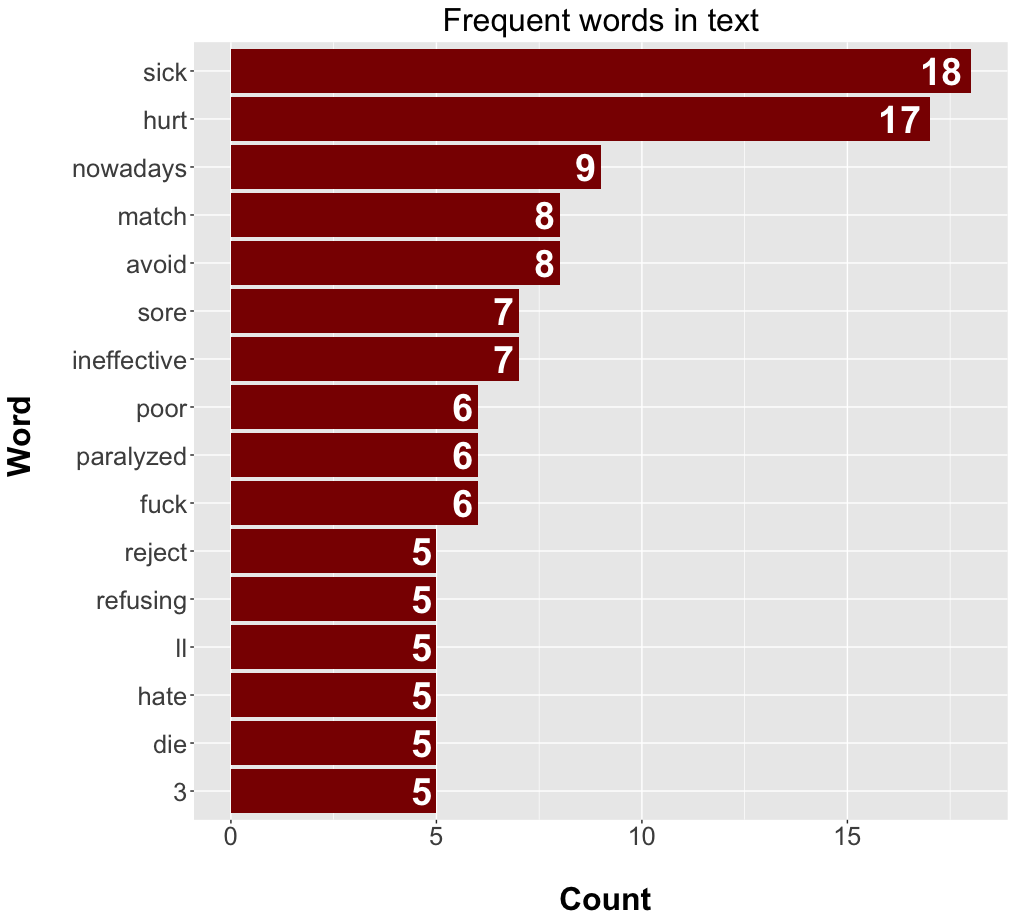 Frequent words in text
sick 18
hurt 17
nowadays 9
match 8
avoid 8
sore 7
ineffective 7
poor 6
paralyzed 6
fuck 6
reject 5
refusing 5
ll 5
hate 5
die 5
3 5
Word
0 5 10 15
Count